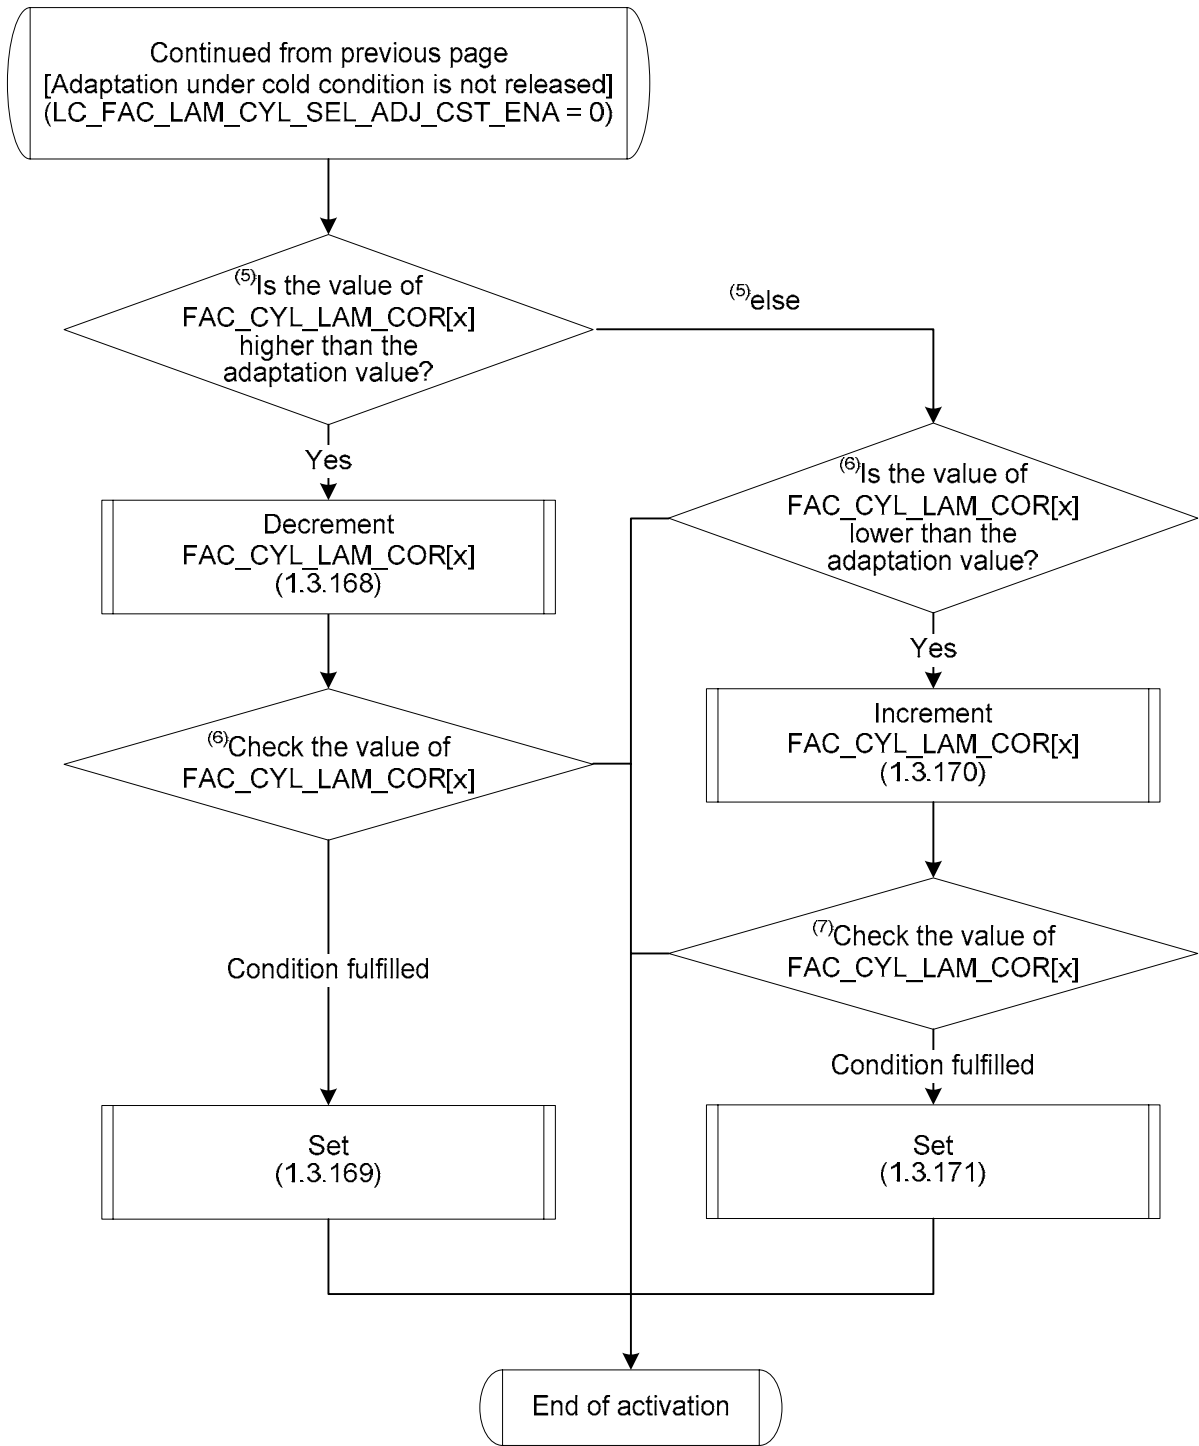 Continued from previous page
[Adaptation under cold condition is not released]
(LC_FAC_LAM_CYL_SEL_ADJ_CST_ENA = 0)
(5)Is the value of
FAC_CYL_LAM_COR[x]
higher than the
adaptation value?
(5)else
Yes
(6)Is the value of
FAC_CYL_LAM_COR[x]
lower than the
adaptation value?
Decrement
FAC_CYL_LAM_COR[x]
(1.3.168)
Yes
Increment
FAC_CYL_LAM_COR[x]
(1.3.170)
(6)Check the value of
FAC_CYL_LAM_COR[x]
(7)Check the value of
FAC_CYL_LAM_COR[x]
Condition fulfilled
Condition fulfilled
Set
(1.3.169)
Set
(1.3.171)
End of activation